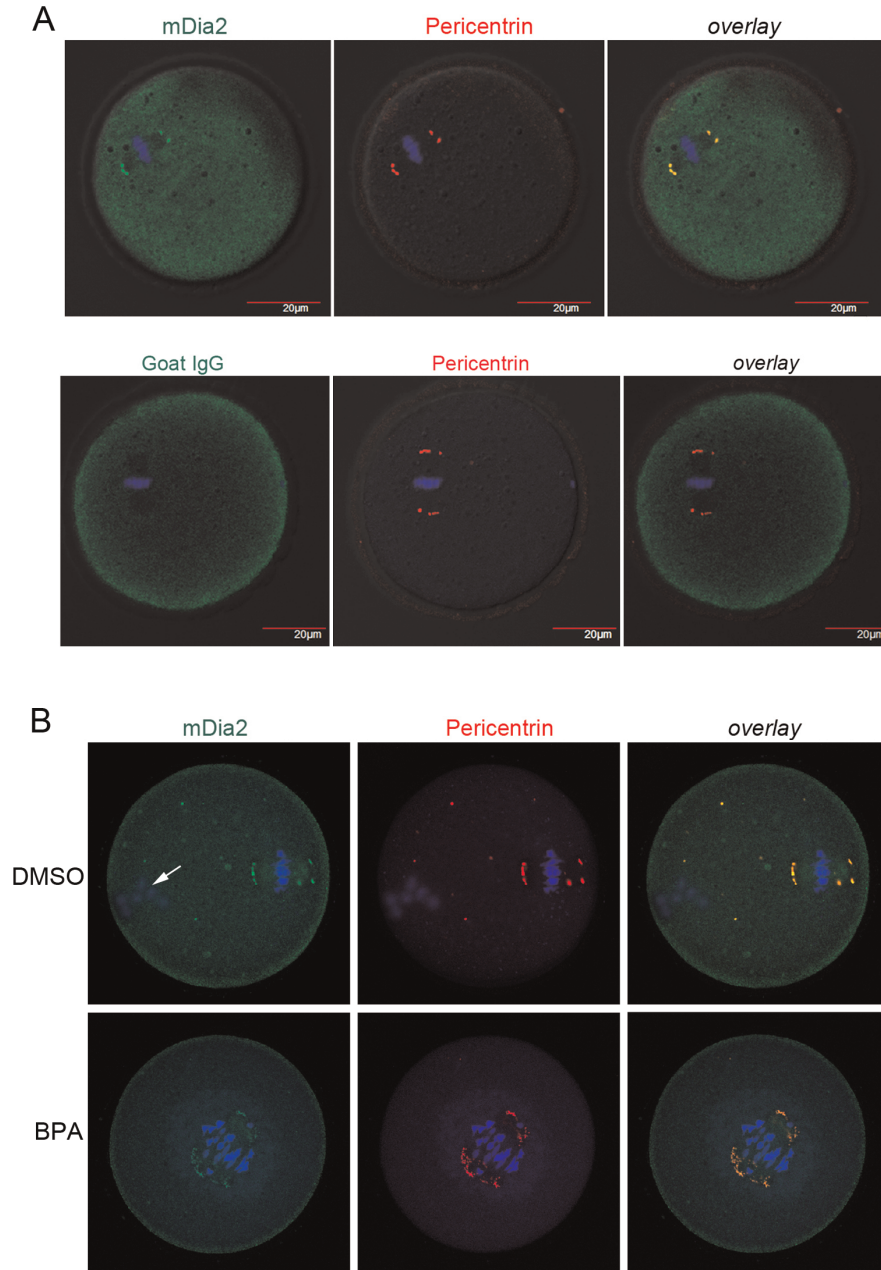 A
mDia2 Pericentrin overlay
20µm 20µm 20µm
Goat IgG Pericentrin overlay
20µm 20µm 20µm
B
mDia2 Pericentrin overlay
DMSO
BPA